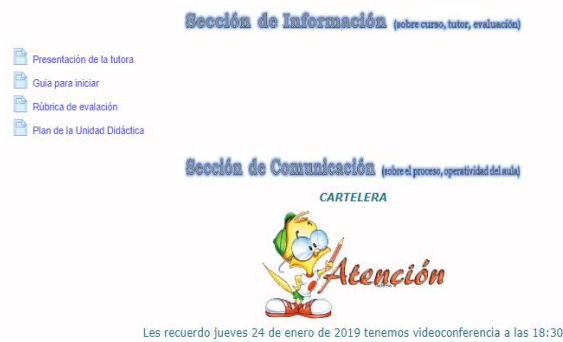 Sección de Información (sobre curso, tutor, evaluación)
Presentación de la tutora
Guia para iniciar
Rùbrica de evalación
Plan de la Unidad Didáctica
Sección de Comunicación (sobre el proceso, operatividad del aula)
CARTELERA
Atención
Les recuerdo jueves 24 de enero de 2019 tenemos videoconferencia a las 18:30